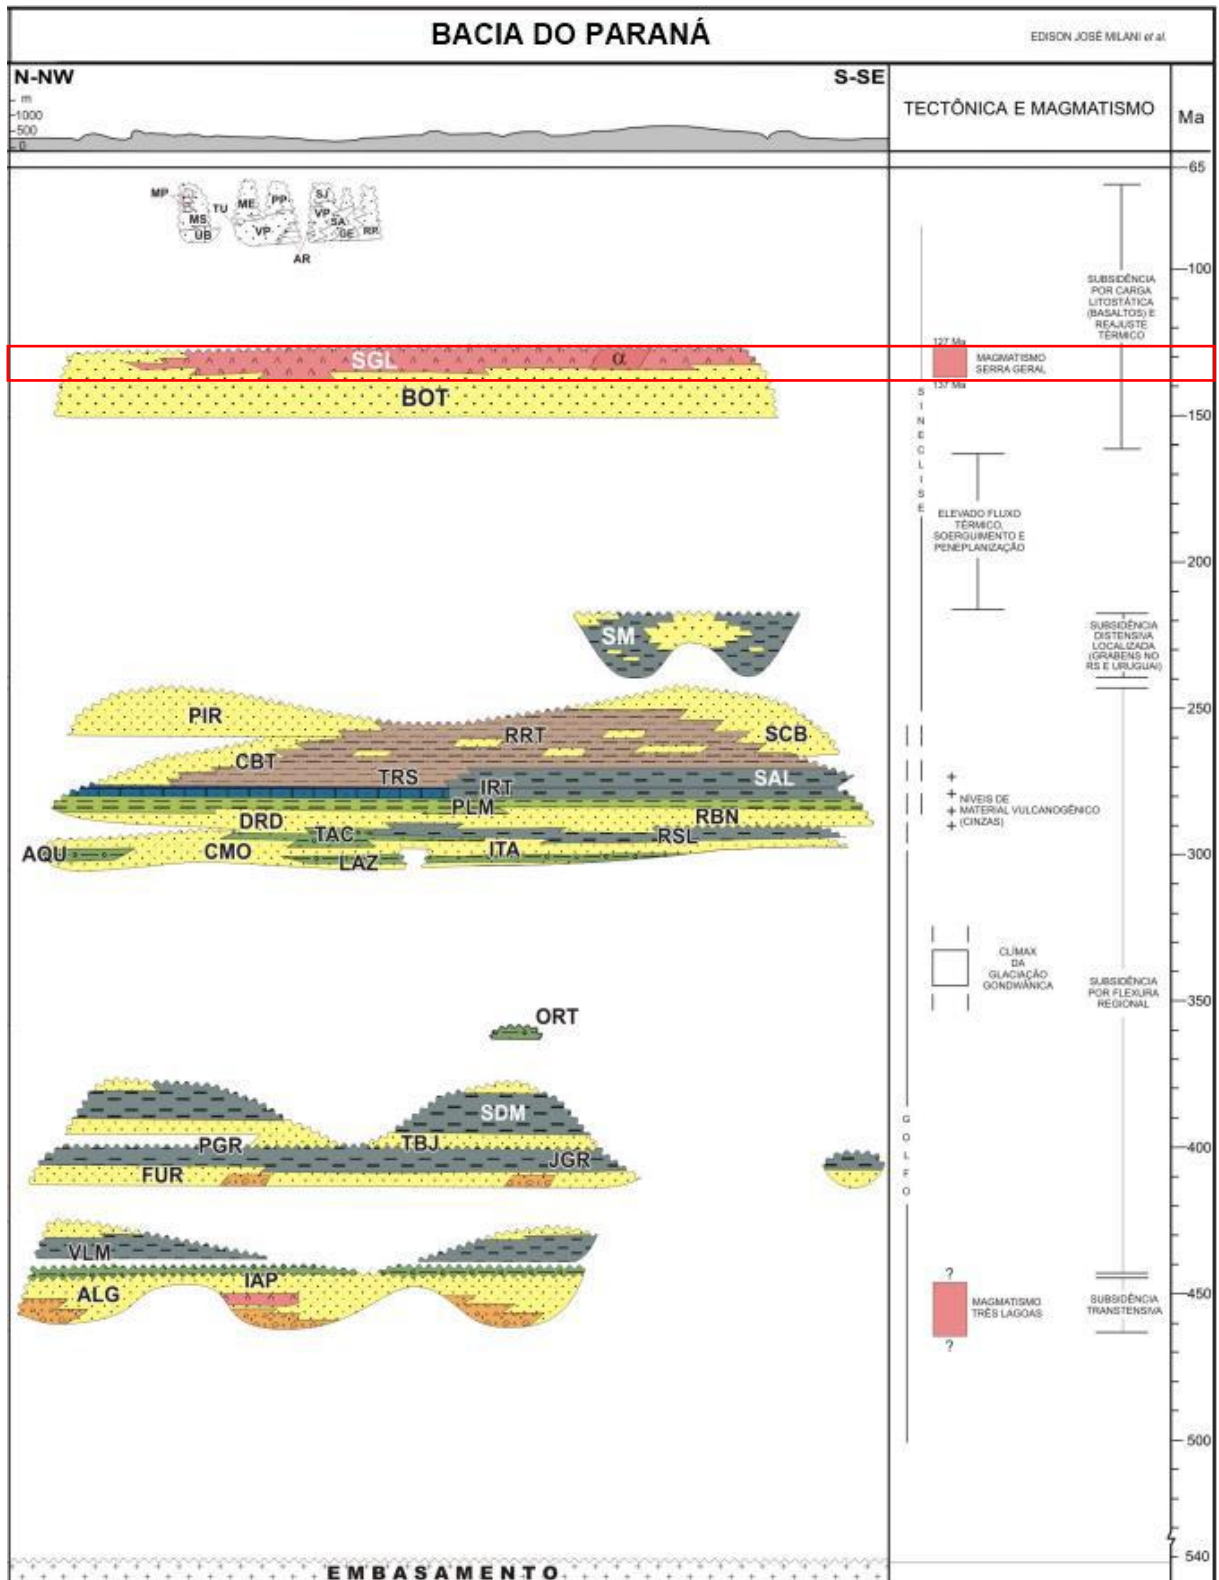 BACIA DO PARANÁ
EDISON JOSÉ MILANI et al.
N-NW
S-SE
TECTÔNICA E MAGMATISMO
Ma
m
1000
500
0
65
MP
MS
UB
TU
ME
PP
VP
AR
SJ
VP
SA
GE
RP
100
SUBSIDÊNCIA
POR CARGA
LITOSTÁTICA
(BASALTOS) E
REAJUSTE
TÉRMICO
127 Ma
SGL
α
MAGMATISMO
SERRA GERAL
137 Ma
BOT
150
SINECLISE
ELEVADO FLUXO
TÉRMICO,
SOERGUIMENTO E
PENEPLANIZAÇÃO
200
SM
SUBSIDÊNCIA
DISTENSIVA
LOCALIZADA
(GRABENS NO
RS E URUGUAI)
250
PIR
RRT
SCB
CBT
TRS
SAL
IRT
PLM
NÍVEIS DE
MATERIAL VULCANOGÊNICO
(CINZAS)
DRD
RBN
TAC
RSL
AQU
CMO
ITA
LAZ
300
CLÍMAX
DA
GLACIAÇÃO
GONDWÂNICA
SUBSIDÊNCIA
POR FLEXURA
REGIONAL
350
ORT
SDM
PGR
TBJ
JGR
FUR
400
GOLFO
VLM
IAP
ALG
?
MAGMATISMO
TRÊS LAGOAS
?
SUBSIDÊNCIA
TRANSTENSIVA
450
500
540
EMBASAMENTO